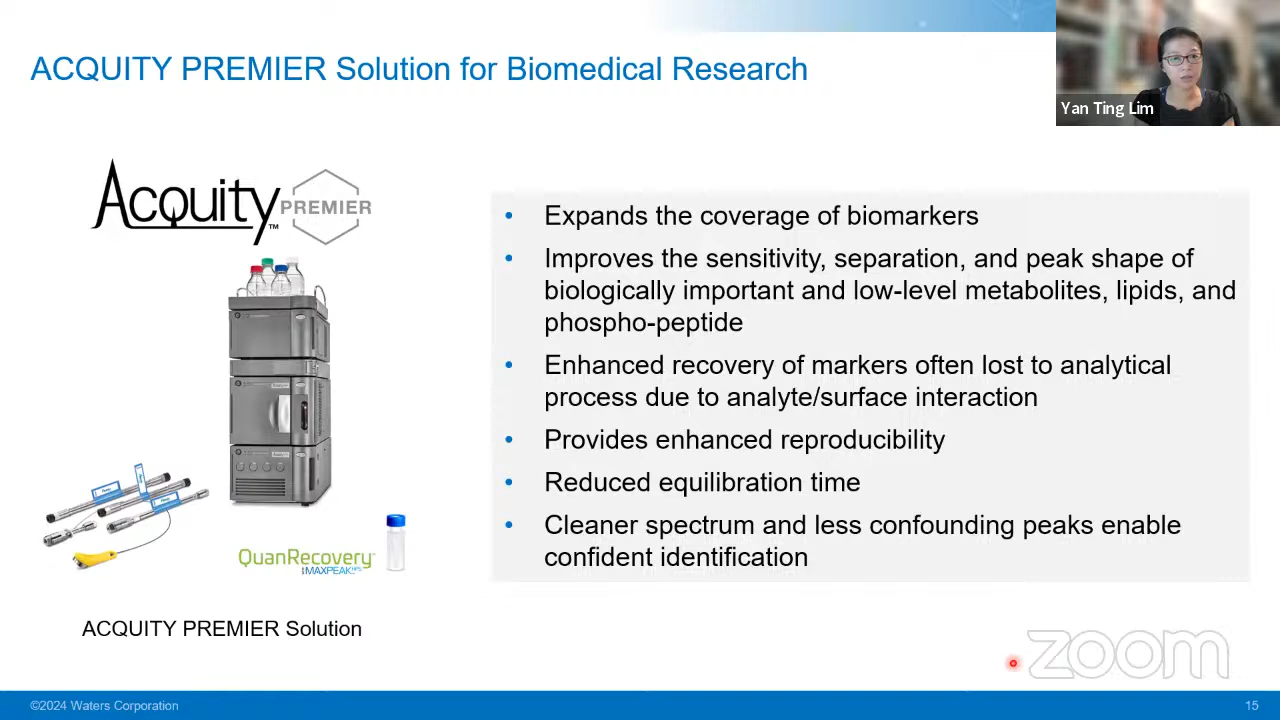 ACQUITY PREMIER Solution for Biomedical Research
Yan Ting Lim
Acquity™ PREMIER
• Expands the coverage of biomarkers
• Improves the sensitivity, separation, and peak shape of
biologically important and low-level metabolites, lipids, and
phospho-peptide
• Enhanced recovery of markers often lost to analytical
process due to analyte/surface interaction
• Provides enhanced reproducibility
• Reduced equilibration time
• Cleaner spectrum and less confounding peaks enable
confident identification
QuanRecovery™
MAXPEAK HPS
ACQUITY PREMIER Solution
zoom
©2024 Waters Corporation
15